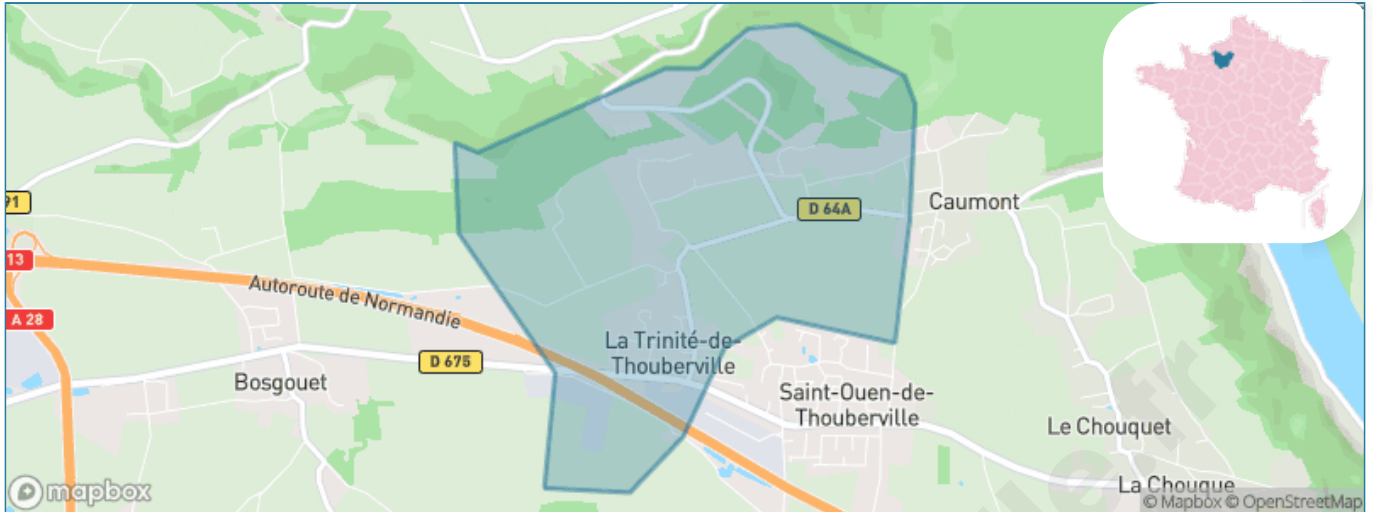 91
D 64A
Caumont
13
Autoroute de Normandie
A 28
La Trinité-de-
Thouberville
D 675
Bosgouet
Saint-Ouen-de-
Thouberville
Le Chouquet
La Chouque
mapbox
© Mapbox © OpenStreetMap